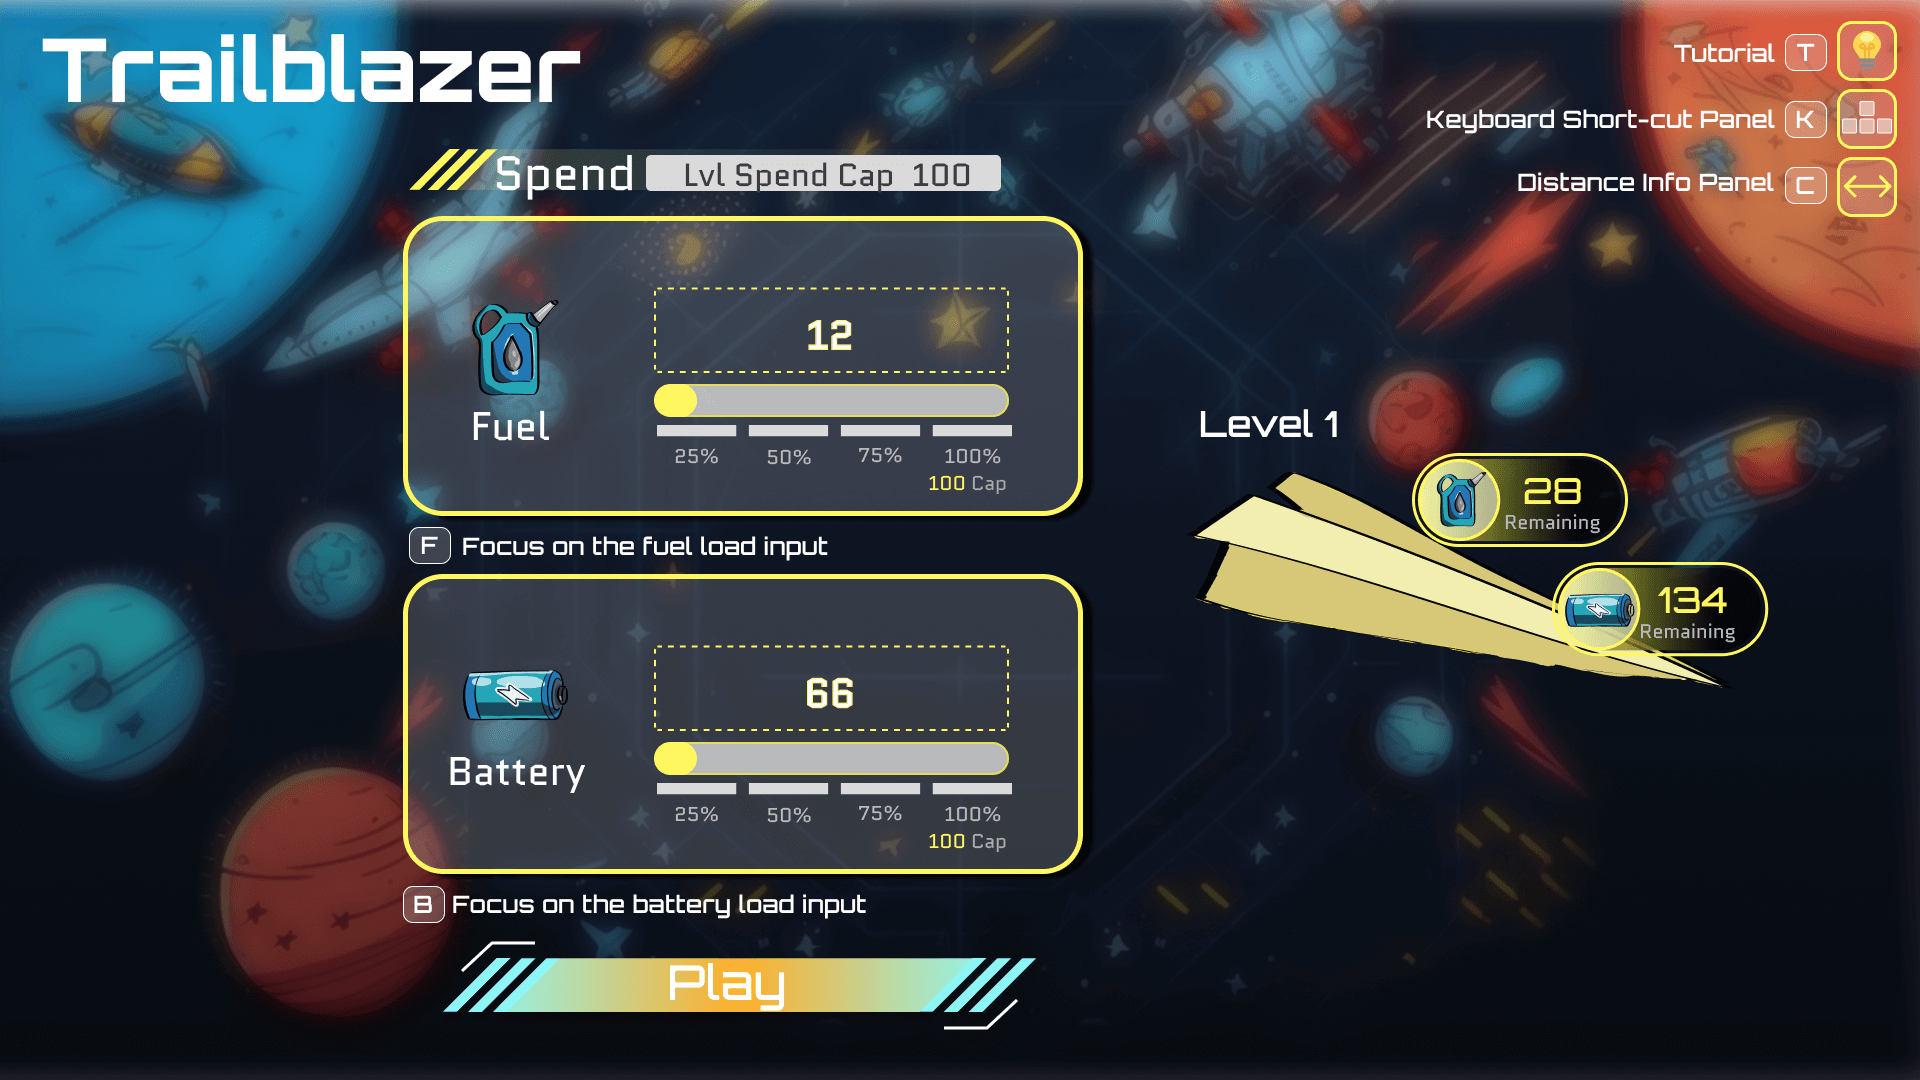 Trailblazer
Tutorial T
Keyboard Short-cut Panel K
Distance Info Panel C
Spend Lvl Spend Cap 100
12
Fuel
25% 50% 75% 100%
100 Cap
F Focus on the fuel load input
66
Battery
25% 50% 75% 100%
100 Cap
B Focus on the battery load input
Play
Level 1
28
Remaining
134
Remaining